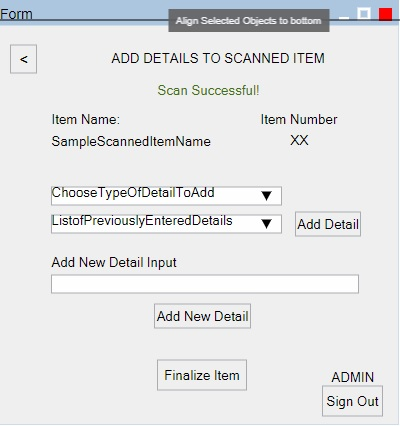 Form
Align Selected Objects to bottom
<
ADD DETAILS TO SCANNED ITEM
Scan Successful!
Item Name:
Item Number
SampleScannedItemName
XX
ChooseTypeOfDetailToAdd
ListofPreviouslyEnteredDetails
Add Detail
Add New Detail Input
Add New Detail
Finalize Item
ADMIN
Sign Out